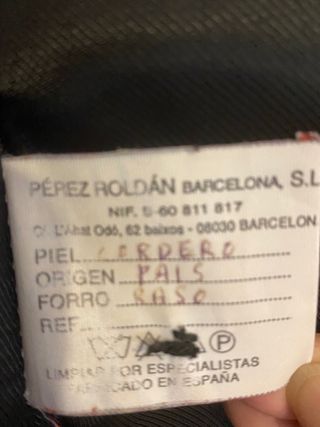 PÉREZ ROLDÁN BARCELONA, S.L
NIF. B-60 811 817
C/. L'Abat Odó, 62 baixos - 08030 BARCELON
PIEL CORDERO
ORIGEN PAIS
FORRO RASO
REF.
P
LIMPIAR POR ESPECIALISTAS
FABRICADO EN ESPAÑA